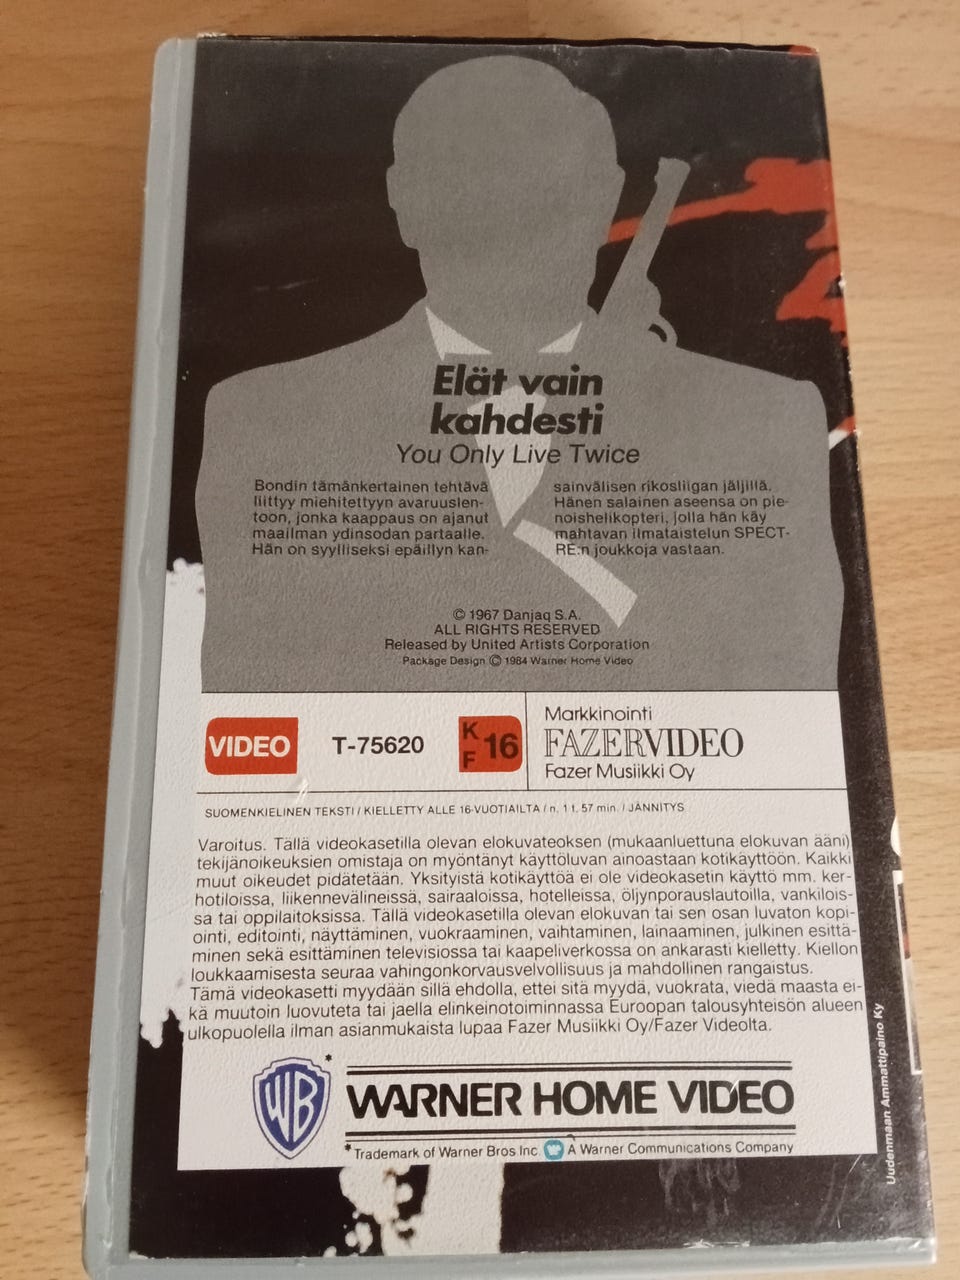 Elät vain
kahdesti
You Only Live Twice
Bondin tämänkertainen tehtävä
liittyy miehitettyyn avaruuslen-
toon, jonka kaappaus on ajanut
maailman ydinsodan partaalle.
Hän on syylliseksi epäillyn kan-
sainvälisen rikosliigan jäljillä.
Hänen salainen aseensa on pie-
noishelikopteri, jolla hän käy
mahtavan ilmataistelun SPECT-
RE:n joukkoja vastaan.
© 1967 Danjaq S.A.
ALL RIGHTS RESERVED
Released by United Artists Corporation
Package Design © 1984 Warner Home Video
VIDEO
T-75620
K
F 16
Markkinointi
FAZERVIDEO
Fazer Musiikki Oy
SUOMENKIELINEN TEKSTI / KIELLETTY ALLE 16-VUOTIAILTA / n. 1 t. 57 min. / JÄNNITYS
Varoitus. Tällä videokasetilla olevan elokuvateoksen (mukaanluettuna elokuvan ääni)
tekijänoikeuksien omistaja on myöntänyt käyttöluvan ainoastaan kotikäyttöön. Kaikki
muut oikeudet pidätetään. Yksityistä kotikäyttöä ei ole videokasetin käyttö mm. ker-
hotiloissa, liikennevälineissä, sairaaloissa, hotelleissa, öljynporauslautoilla, vankilois-
sa tai oppilaitoksissa. Tällä videokasetilla olevan elokuvan tai sen osan luvaton kopi-
ointi, editointi, näyttäminen, vuokraaminen, vaihtaminen, lainaaminen, julkinen esittä-
minen sekä esittäminen televisiossa tai kaapeliverkossa on ankarasti kielletty. Kiellon
loukkaamisesta seuraa vahingonkorvausvelvollisuus ja mahdollinen rangaistus.
Tämä videokasetti myydään sillä ehdolla, ettei sitä myydä, vuokrata, viedä maasta ei-
kä muutoin luovuteta tai jaella elinkeinotoiminnassa Euroopan talousyhteisön alueen
ulkopuolella ilman asianmukaista lupaa Fazer Musiikki Oy/Fazer Videolta.
WB *
WARNER HOME VIDEO
* Trademark of Warner Bros Inc. A Warner Communications Company
Uudenmaan Ammattipaino Ky